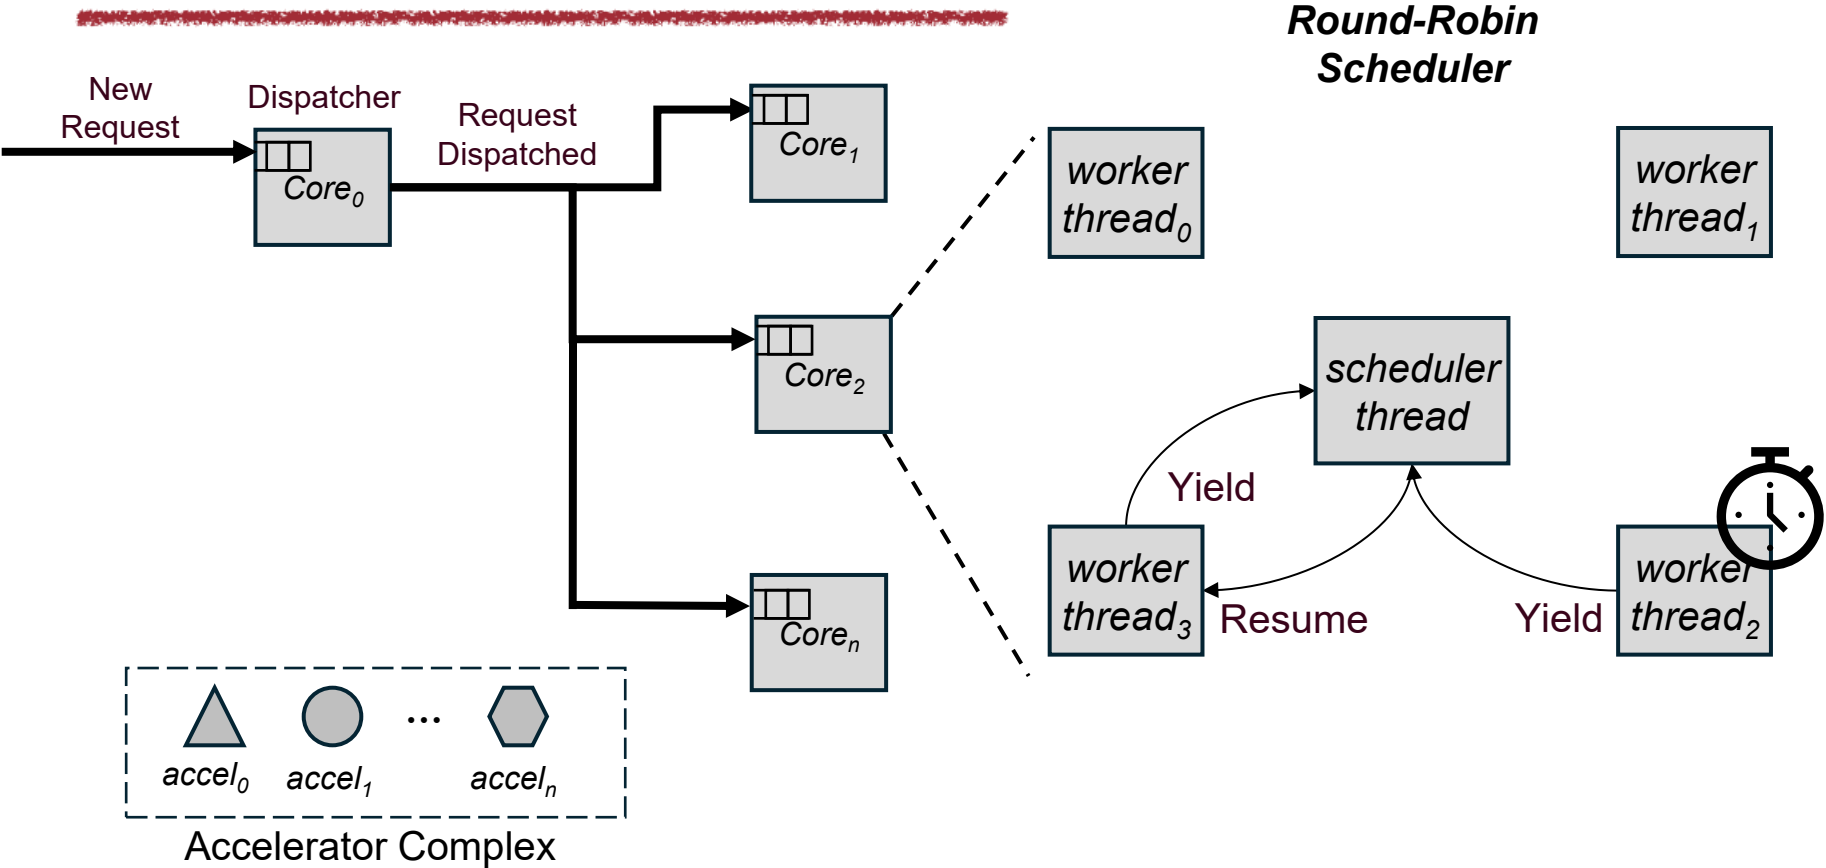 Round-Robin
Scheduler
New
Request
Dispatcher
Request
Dispatched
Core0
Core1
Core2
Coren
worker
thread0
worker
thread1
scheduler
thread
Yield
worker
thread3
Resume
Yield
worker
thread2
accel0
accel1
...
acceln
Accelerator Complex